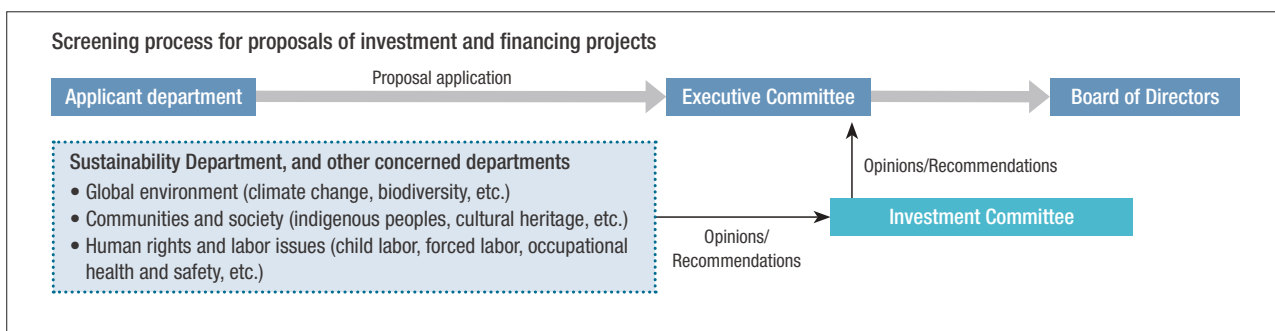 Screening process for proposals of investment and financing projects
Applicant department
Proposal application
Executive Committee
Board of Directors
Sustainability Department, and other concerned departments
• Global environment (climate change, biodiversity, etc.)
• Communities and society (indigenous peoples, cultural heritage, etc.)
• Human rights and labor issues (child labor, forced labor, occupational
health and safety, etc.)
Opinions/
Recommendations
Opinions/Recommendations
Investment Committee